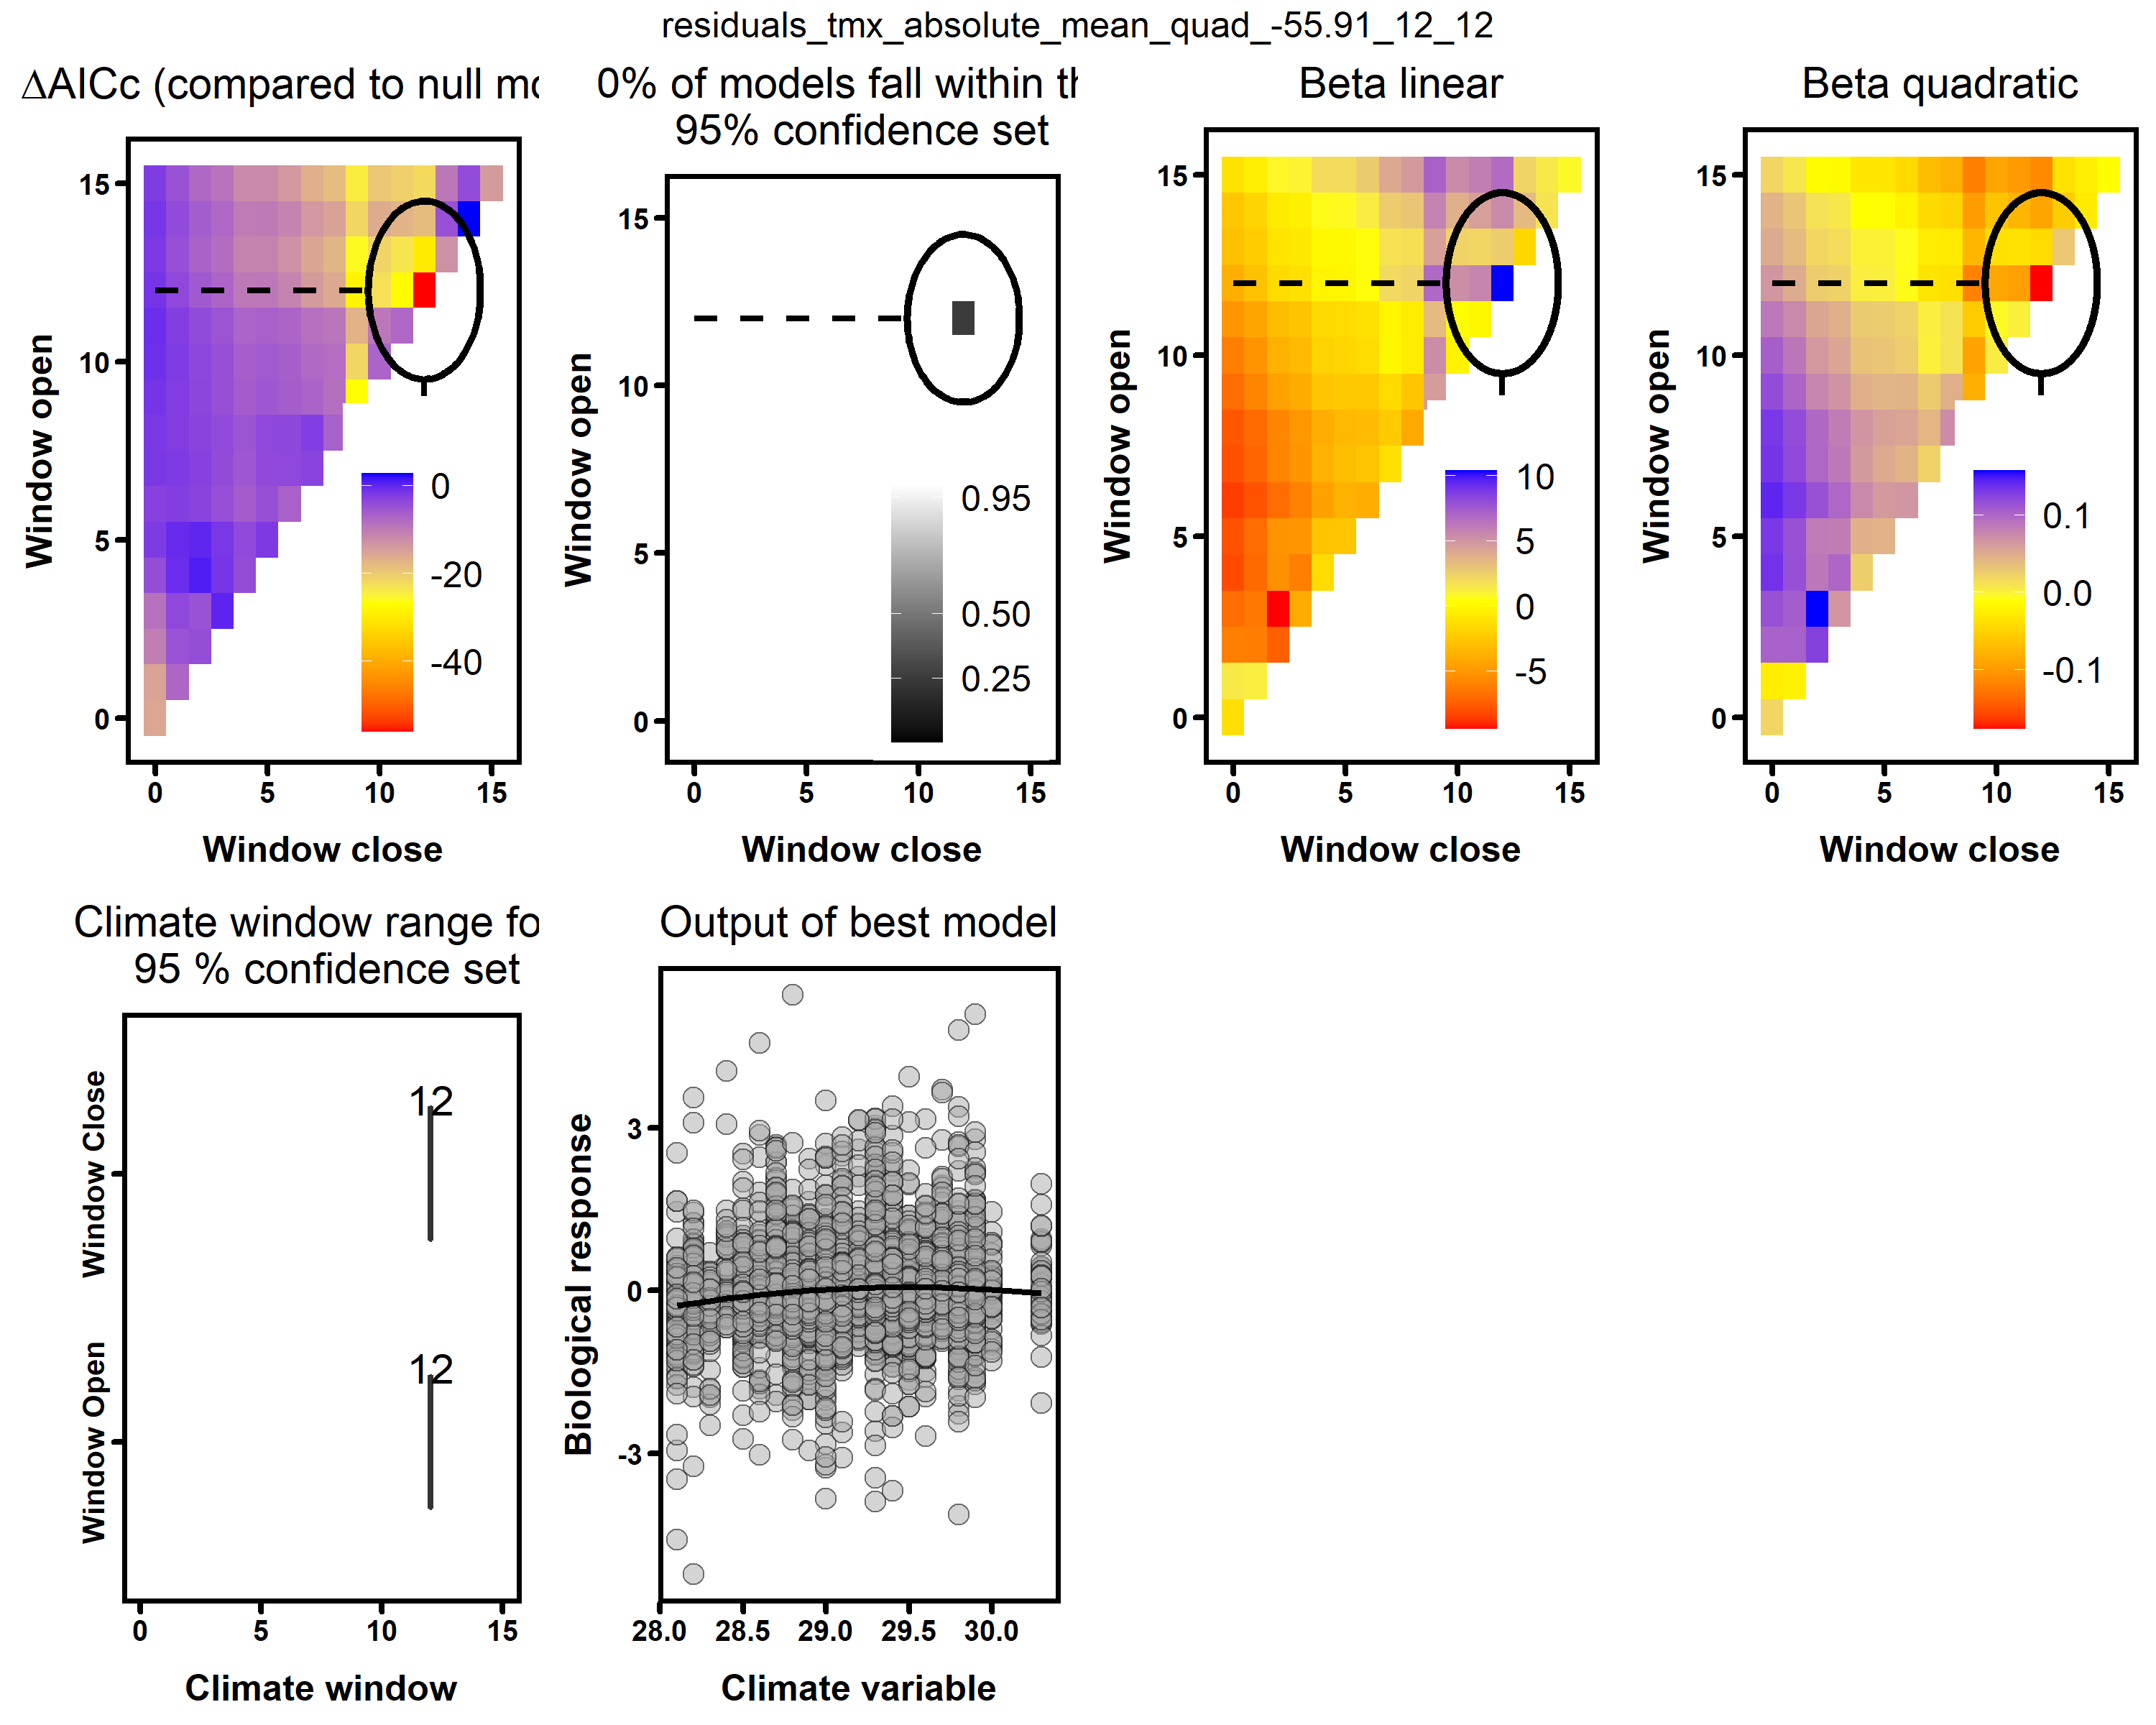 residuals_tmx_absolute_mean_quad_-55.91_12_12
ΔAICc (compared to null mo
15
10
5
0
0
-20
-40
0 5 10 15
Window open
Window close
0% of models fall within th
95% confidence set
15
10
5
0
0.95
0.50
0.25
0 5 10 15
Window open
Window close
Beta linear
15
10
5
0
10
5
0
-5
0 5 10 15
Window open
Window close
Beta quadratic
15
10
5
0
0.1
0.0
-0.1
0 5 10 15
Window open
Window close
Climate window range fo
95 % confidence set
Window Close
12
Window Open
12
0 5 10 15
Climate window
Output of best model
3
0
-3
Biological response
28.0 28.5 29.0 29.5 30.0
Climate variable